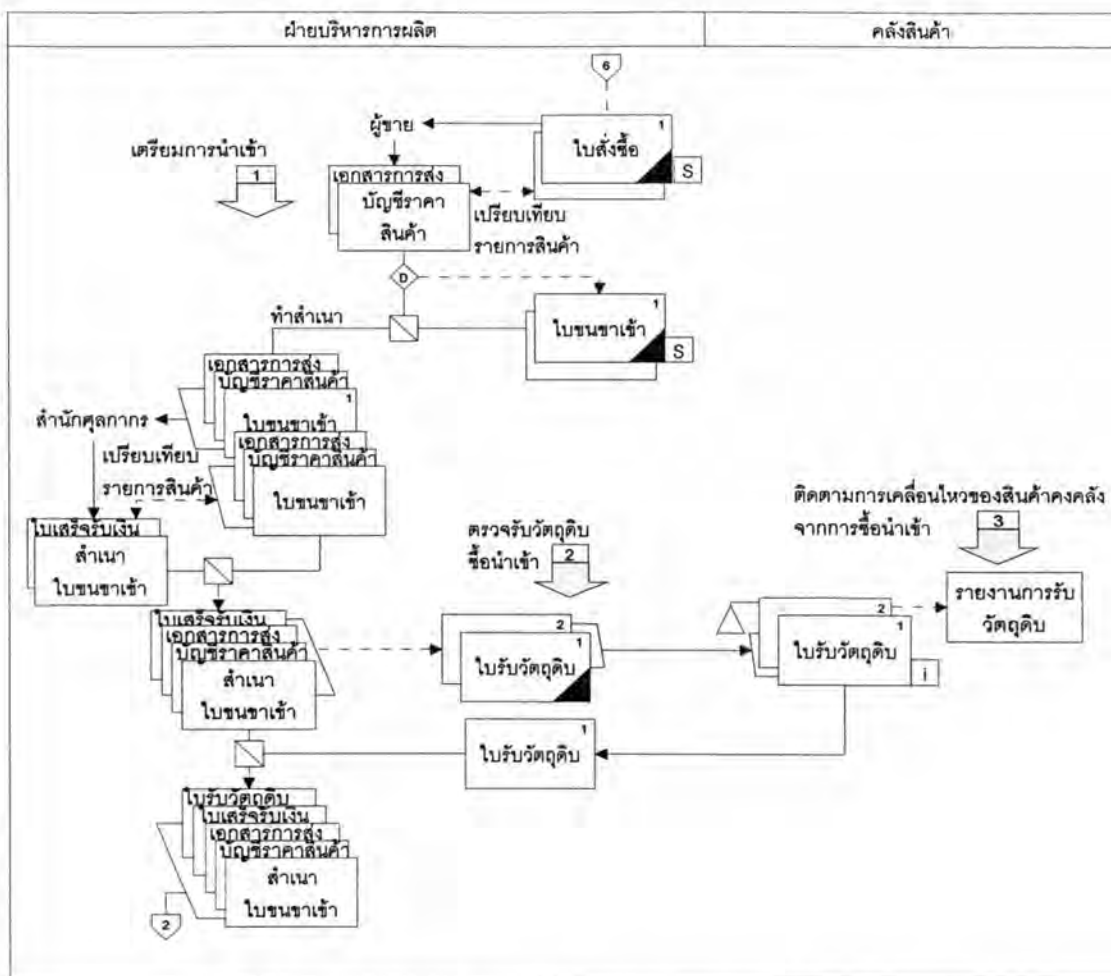 ฝ่ายบริหารการผลิต
คลังสินค้า
6
ผู้ขาย
1
ใบสั่งซื้อ
S
เตรียมการนำเข้า
1
เอกสารการส่ง
บัญชีราคา
สินค้า
เปรียบเทียบ
รายการสินค้า
D
1
ใบขนขาเข้า
S
ทำสำเนา
เอกสารการส่ง
บัญชีราคาสินค้า
1
ใบขนขาเข้า
สำนักศุลกากร
เอกสารการส่ง
บัญชีราคาสินค้า
ใบขนขาเข้า
เปรียบเทียบ
รายการสินค้า
ใบเสร็จรับเงิน
สำเนา
ใบขนขาเข้า
ตรวจรับวัตถุดิบ
ซื้อนำเข้า
2
ติดตามการเคลื่อนไหวของสินค้าคงคลัง
จากการซื้อนำเข้า
3
รายงานการรับ
วัตถุดิบ
ใบเสร็จรับเงิน
เอกสารการส่ง
บัญชีราคาสินค้า
สำเนา
ใบขนขาเข้า
2
1
ใบรับวัตถุดิบ
2
1
ใบรับวัตถุดิบ
i
1
ใบรับวัตถุดิบ
ใบรับวัตถุดิบ
ใบเสร็จรับเงิน
เอกสารการส่ง
บัญชีราคาสินค้า
สำเนา
ใบขนขาเข้า
2